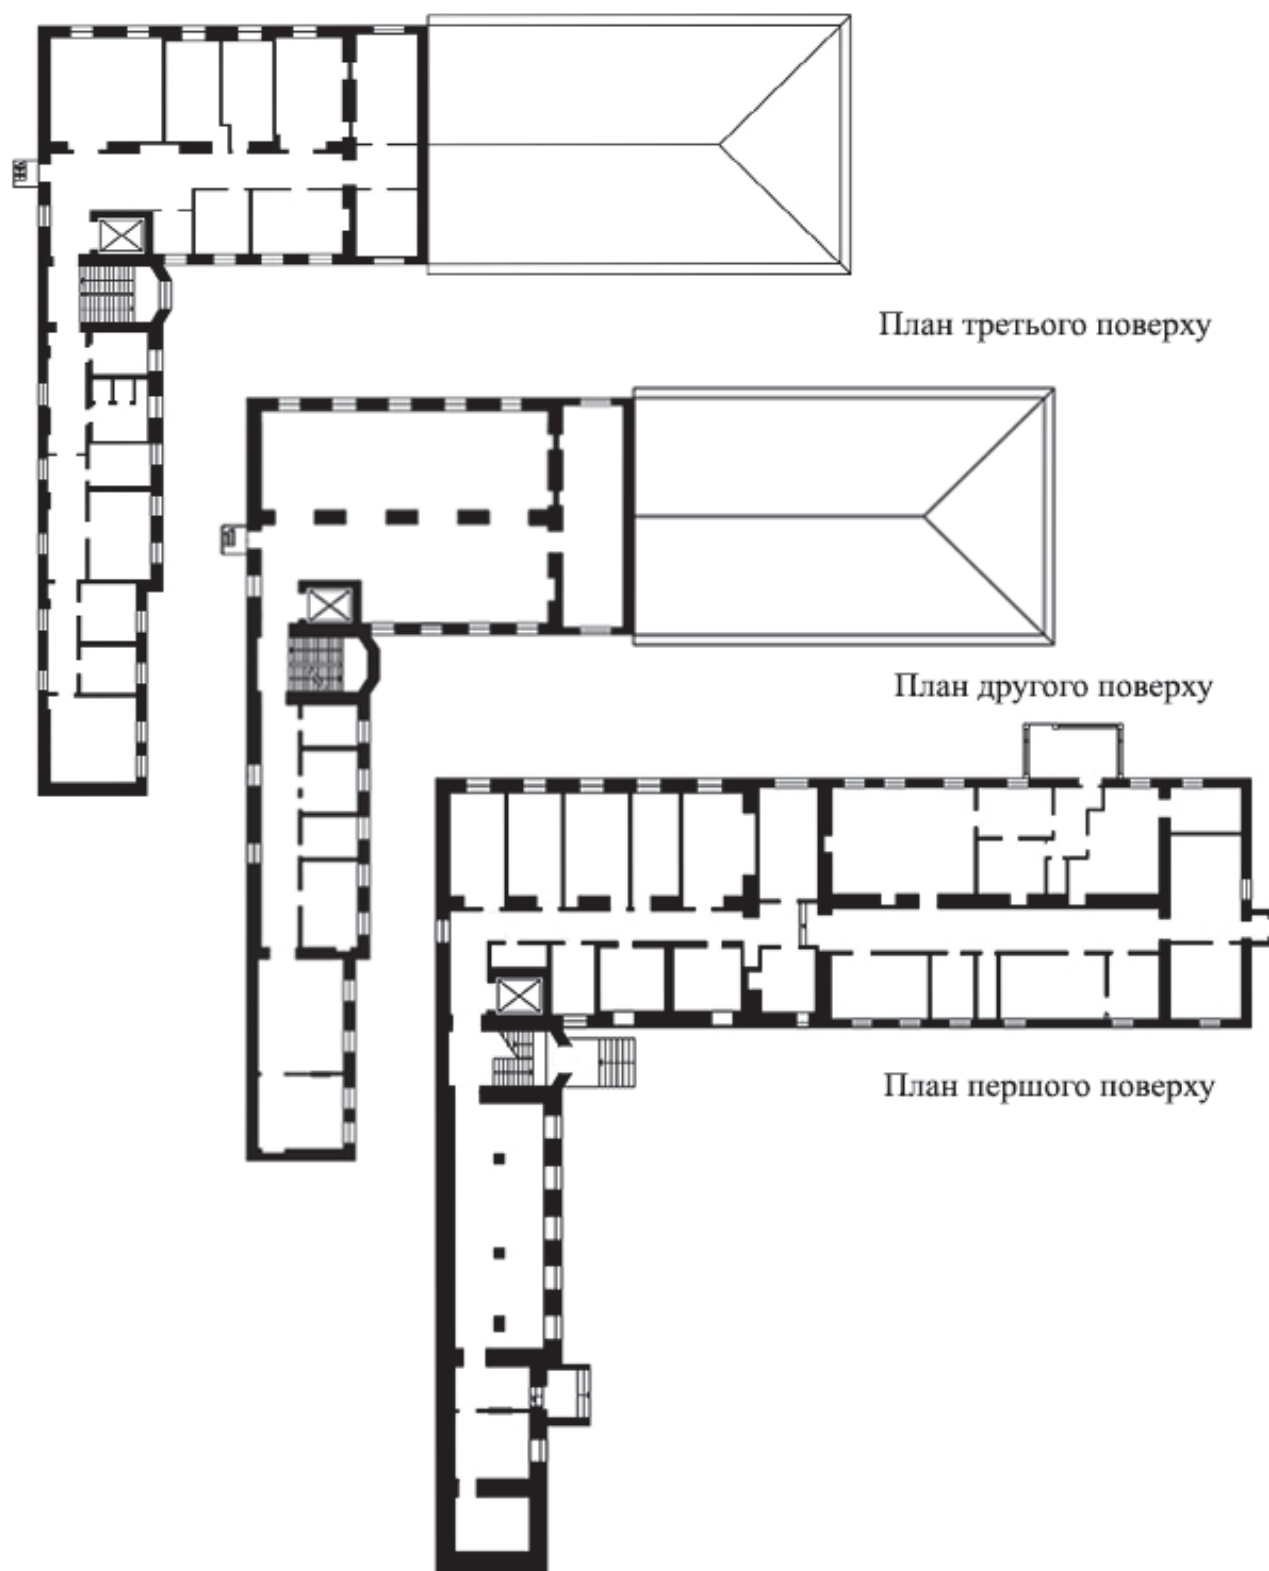 План третього поверху
План другого поверху
План першого поверху